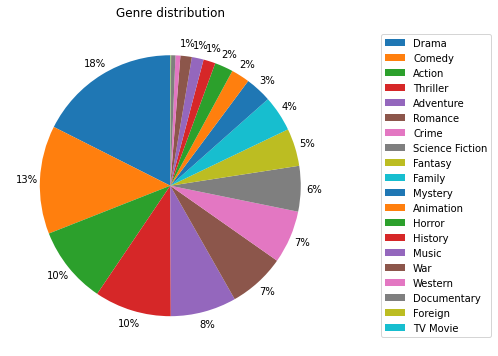 Genre distribution
18%
13%
10%
10%
8%
7%
7%
6%
5%
4%
3%
2%
2%
1%
1%
1%
Drama
Comedy
Action
Thriller
Adventure
Romance
Crime
Science Fiction
Fantasy
Family
Mystery
Animation
Horror
History
Music
War
Western
Documentary
Foreign
TV Movie